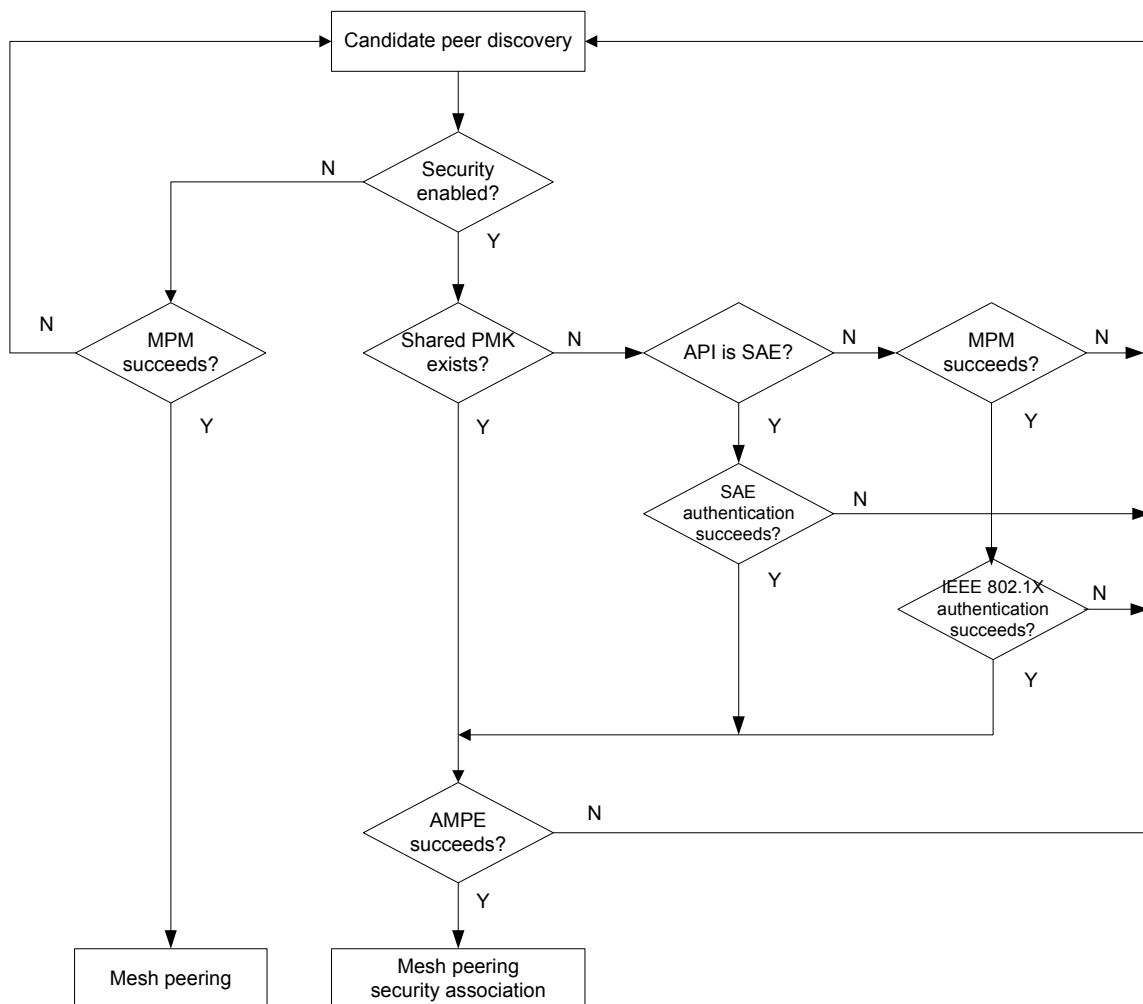 Candidate peer discovery
N
Security
enabled?
Y
N
MPM
succeeds?
Y
Shared PMK
exists?
N
Y
API is SAE?
N
Y
MPM
succeeds?
N
Y
SAE
authentication
succeeds?
N
Y
IEEE 802.1X
authentication
succeeds?
N
Y
AMPE
succeeds?
N
Y
Mesh peering
Mesh peering
security association